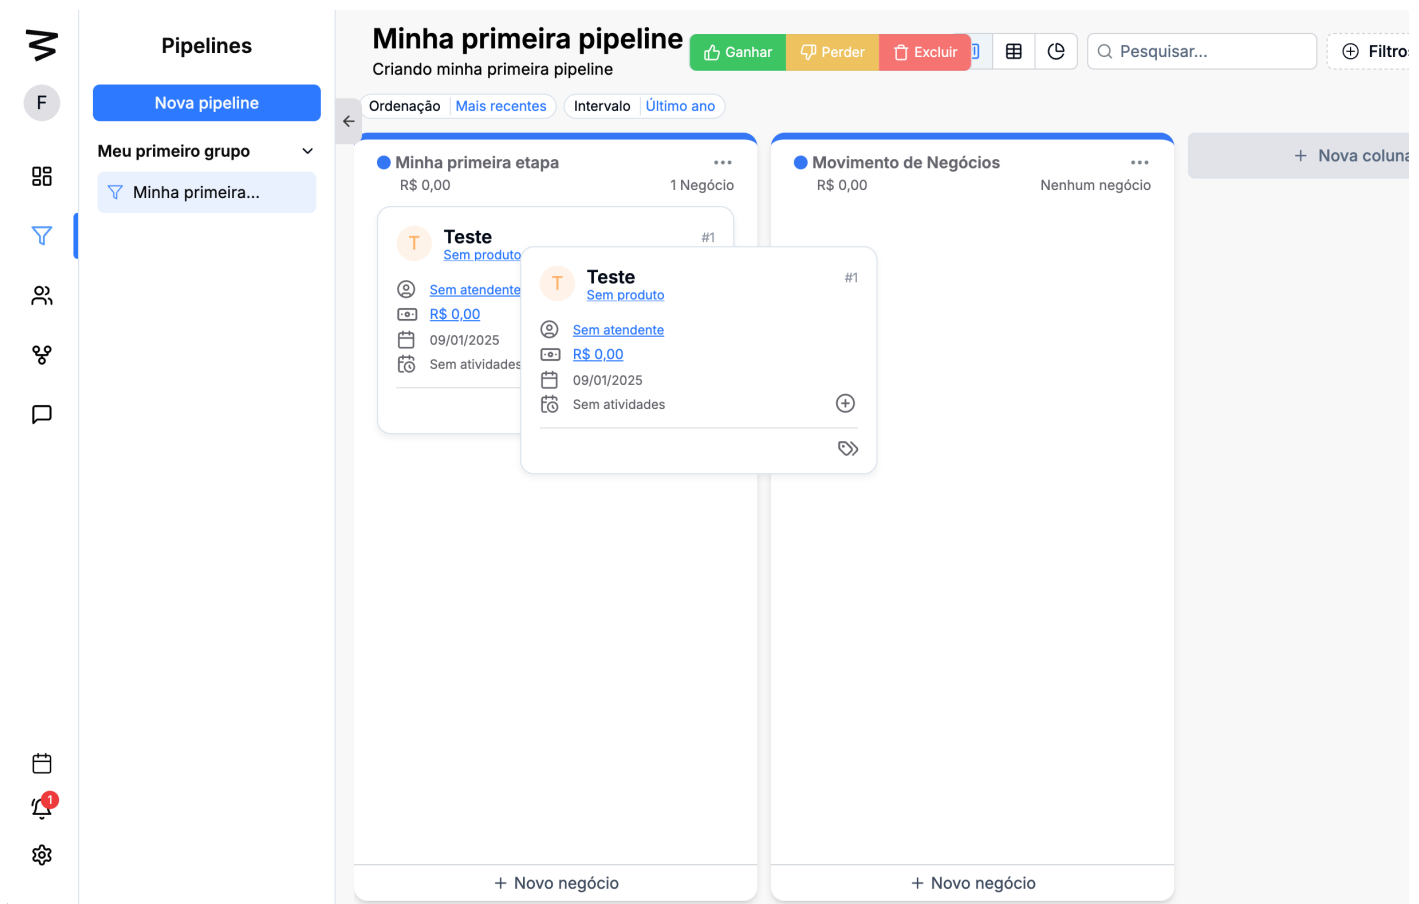 F
Pipelines
Nova pipeline
Meu primeiro grupo
Minha primeira...
1
Minha primeira pipeline
Criando minha primeira pipeline
Ganhar
Perder
Excluir
Pesquisar...
Filtros
Ordenação Mais recentes
Intervalo Último ano
Minha primeira etapa
R$ 0,00 1 Negócio
T
Teste #1
Sem produto
Sem atendente
R$ 0,00
09/01/2025
Sem atividades
T
Teste #1
Sem produto
Sem atendente
R$ 0,00
09/01/2025
Sem atividades
+ Novo negócio
Movimento de Negócios
R$ 0,00 Nenhum negócio
+ Novo negócio
+ Nova coluna